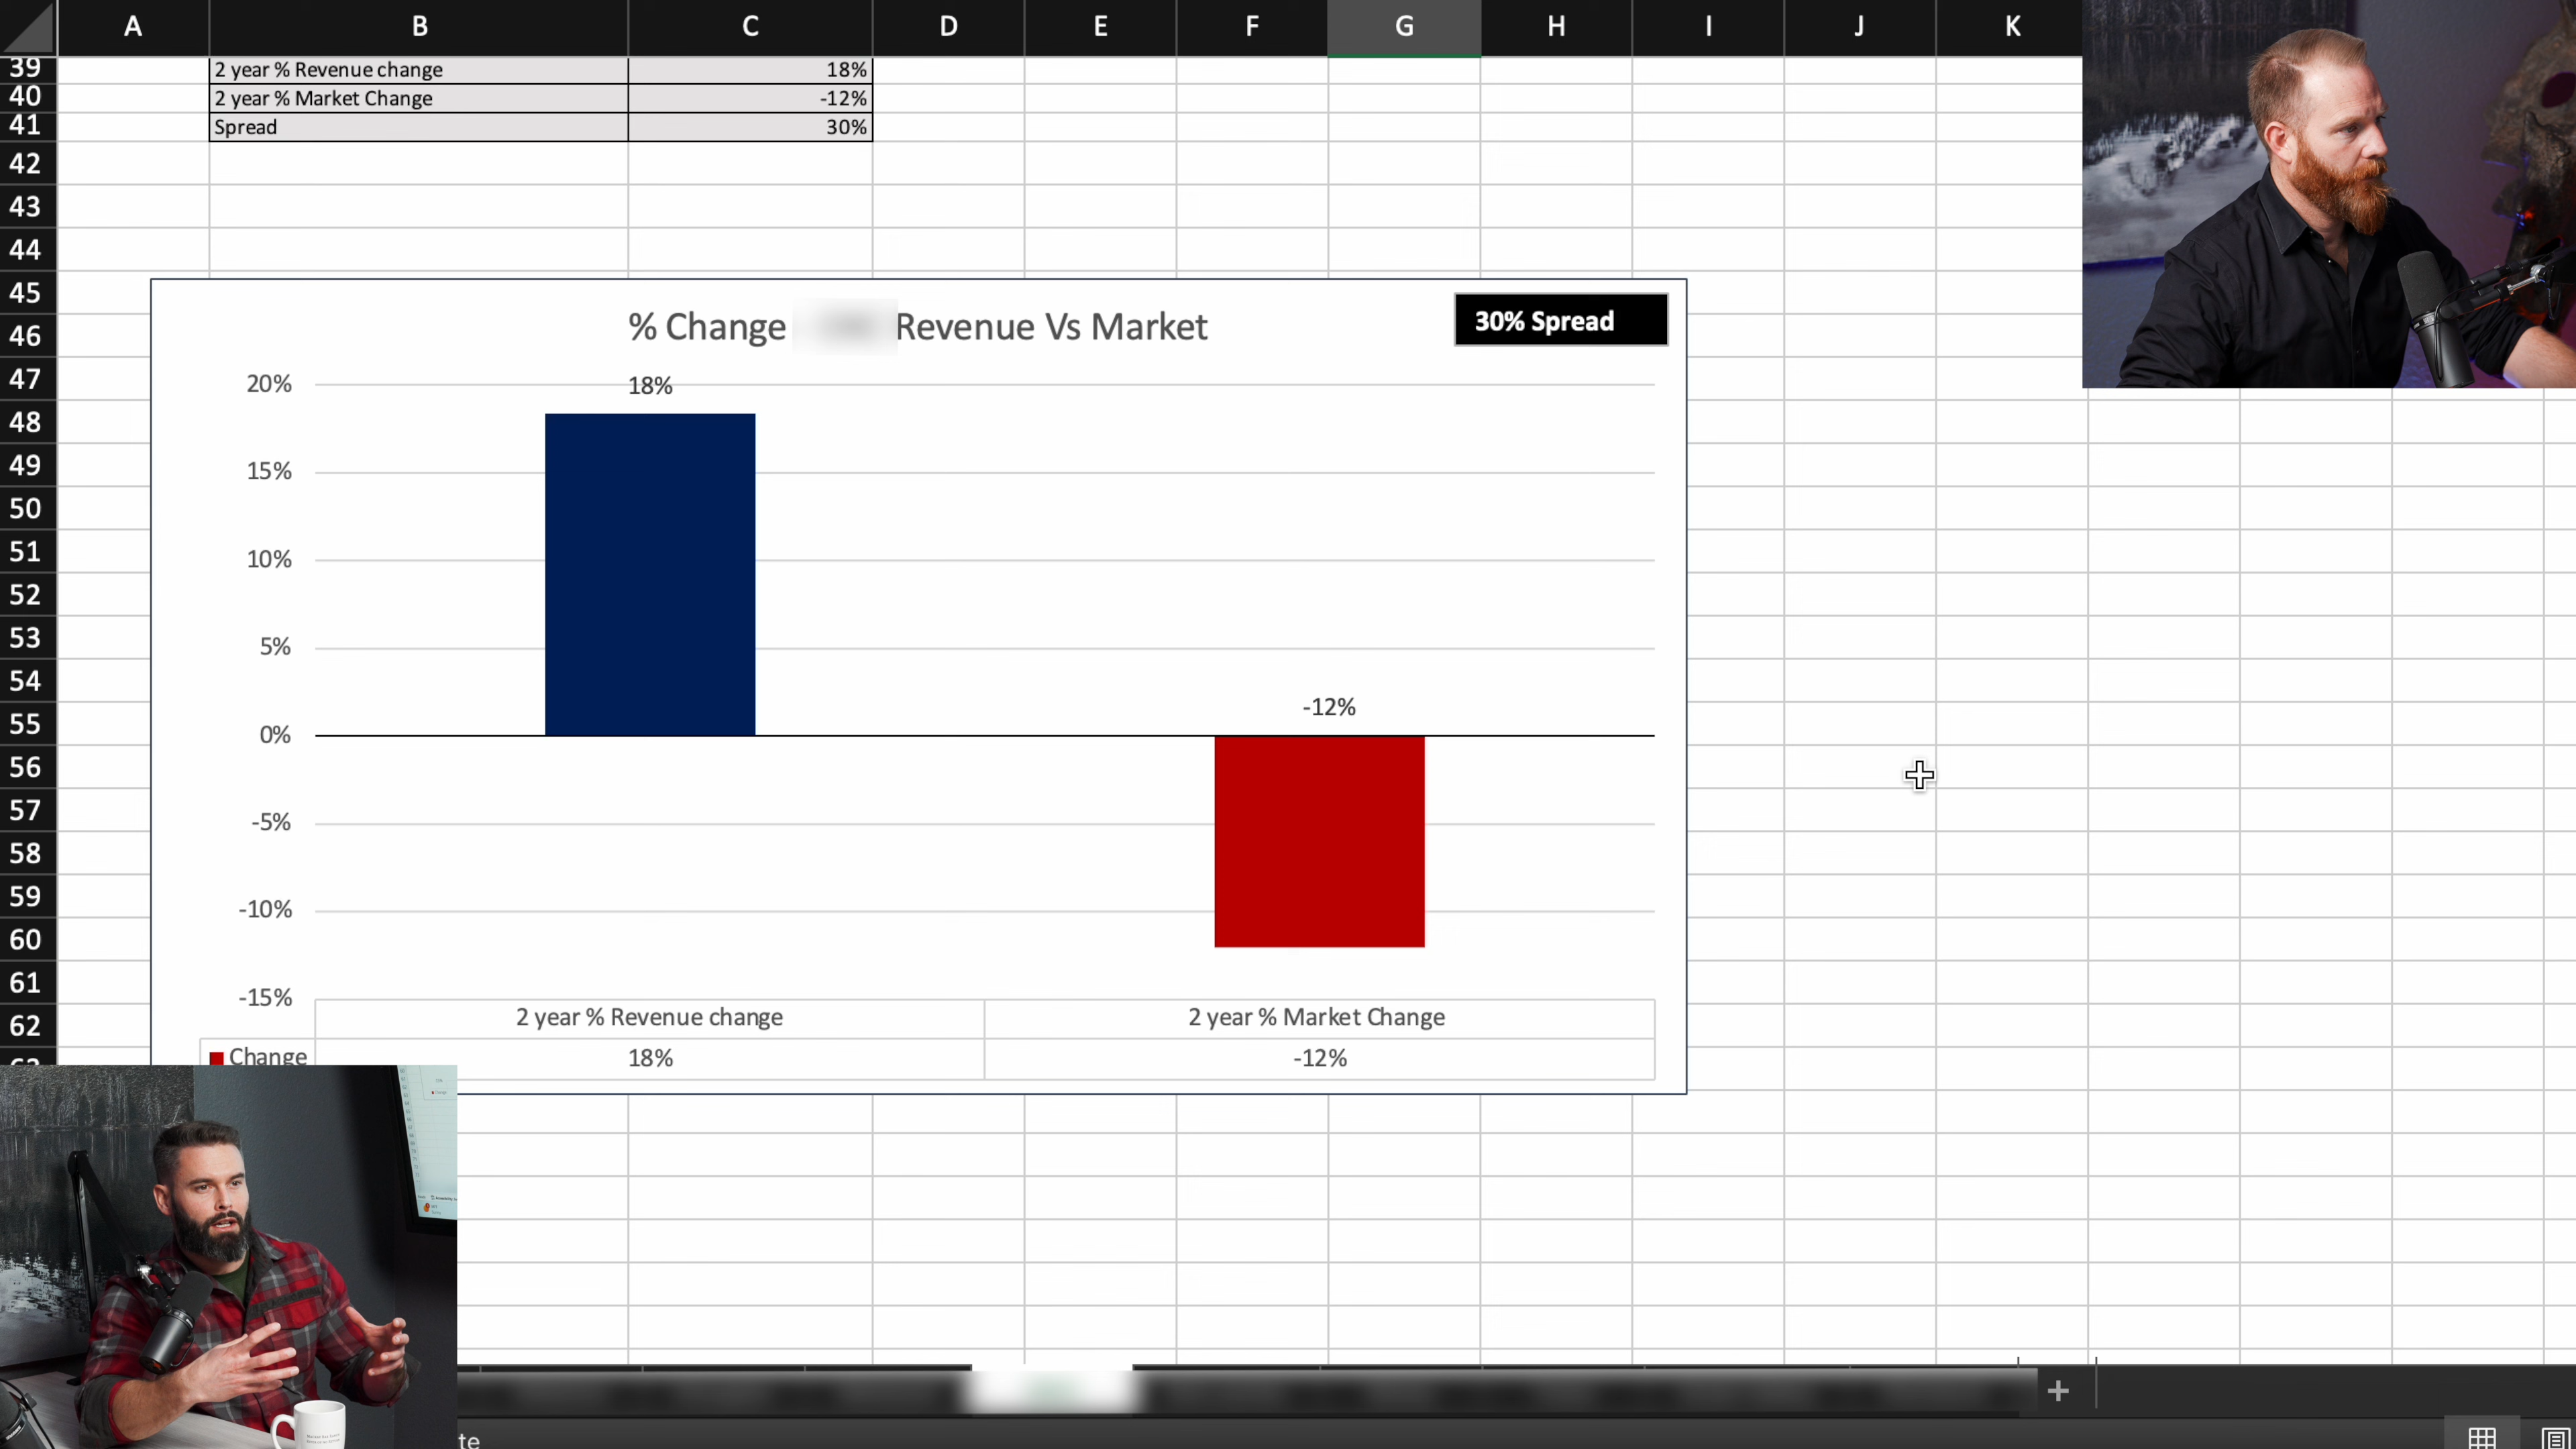 A B C D E F G H I J K
39 2 year % Revenue change 18%
40 2 year % Market Change -12%
41 Spread 30%
42
43
44
45
46 % Change Revenue Vs Market 30% Spread
47 20% 18%
48
49 15%
50
51 10%
52
53 5%
54
55 -12%
0%
56
57 -5%
58
59 -10%
60
61 -15%
62 2 year % Revenue change 2 year % Market Change
Change 18% -12%
te